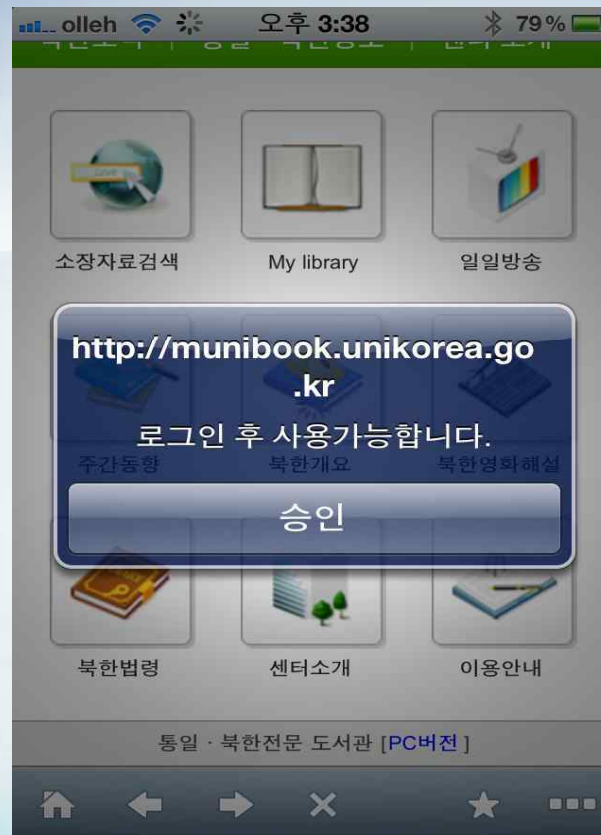 olleh 오후 3:38 79%
소장자료검색 My library 일일방송
http://munibook.unikorea.go
.kr
로그인 후 사용가능합니다.
주간동향 북한개요 북한영화해설
승인
북한법령 센터소개 이용안내
통일 · 북한전문 도서관 [PC버전]